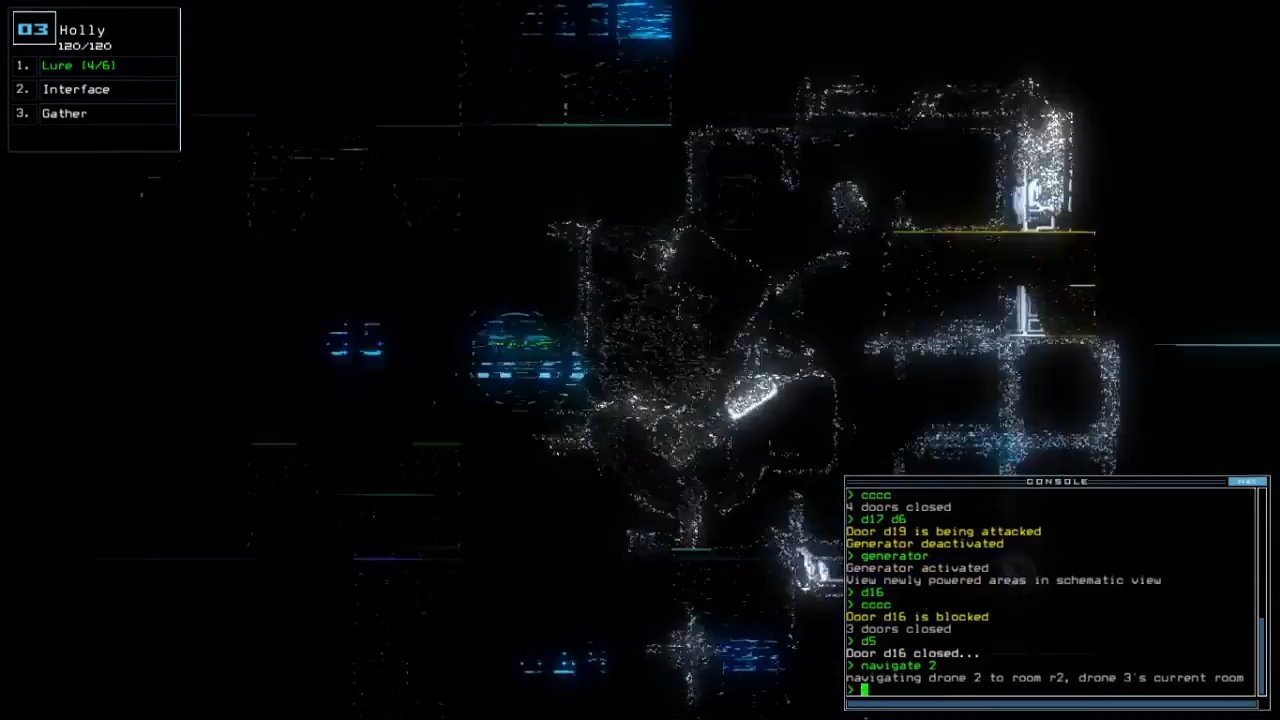 03 Holly
120/120
1. Lure (4/6)
2. Interface
3. Gather
CONSOLE
> cccc
4 doors closed
> d17 d6
Door d19 is being attacked
Generator deactivated
> generator
Generator activated
View newly powered areas in schematic view
> d16
> cccc
Door d16 is blocked
3 doors closed
> d5
Door d16 closed...
> navigate 2
navigating drone 2 to room r2, drone 3's current room
>